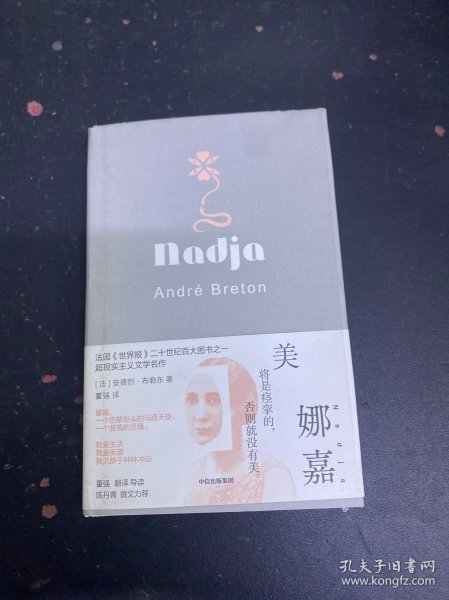 nadja
André Breton
法国《世界报》二十世纪百大图书之一
超现实主义文学名作
[法] 安德烈·布勒东 著
董强 译
娜嘉，
一个巴黎街头的马路天使，
一个游荡的灵魂。
我爱生活
我爱街道
我沉醉于种种冲动
董强 翻译 导读
陈丹青 撰文力荐
美
将是痉挛的，
否则就没有美。
娜嘉
Nadja
中信出版集团
孔夫子旧书网
www.kongfz.com